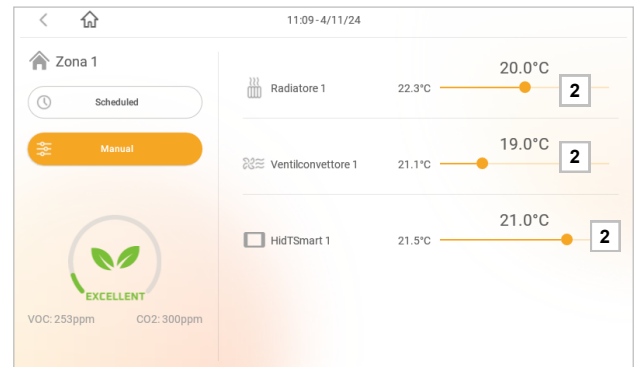 11:09-4/11/24
Zona 1
Scheduled
Manual
EXCELLENT
VOC: 253ppm CO2: 300ppm
Radiatore 1 22.3°C 20.0°C 2
Ventilconvettore 1 21.1°C 19.0°C 2
HidTSmart 1 21.5°C 21.0°C 2